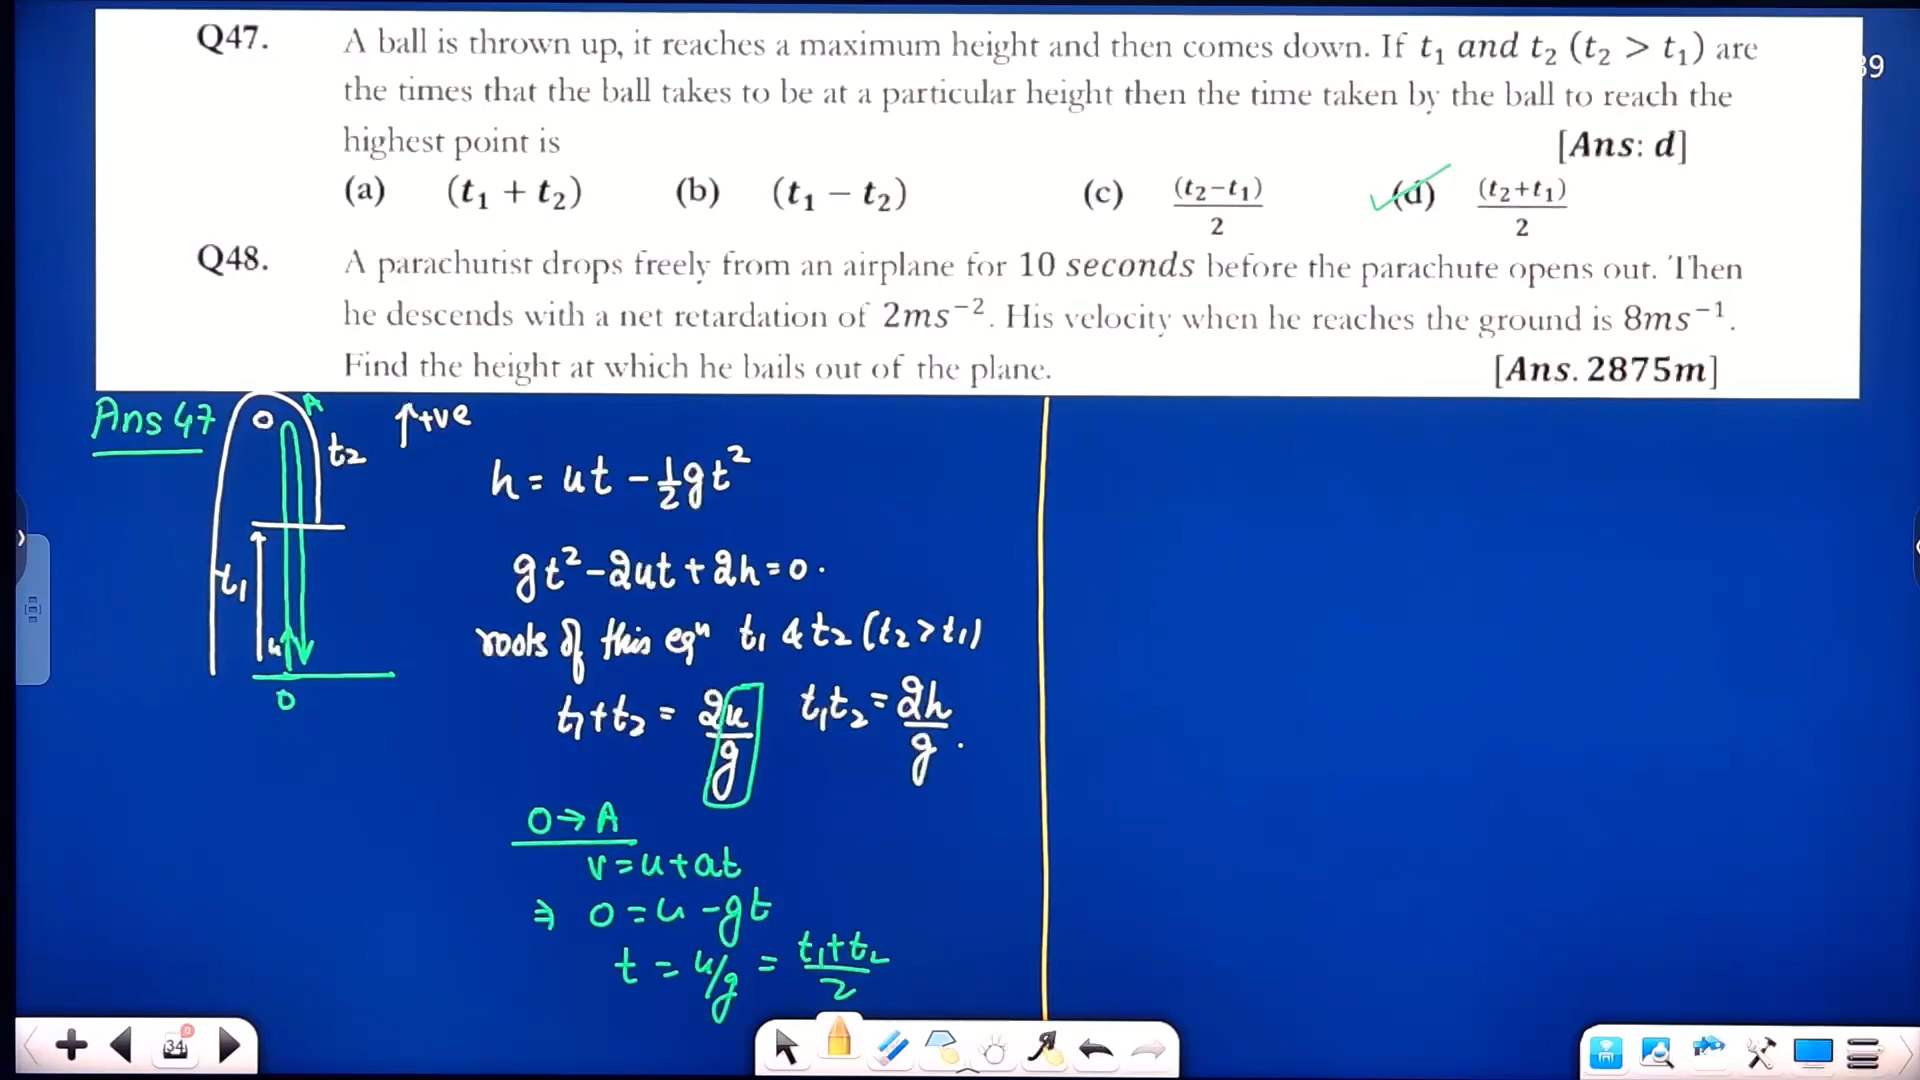 Q47. A ball is thrown up, it reaches a maximum height and then comes down. If t₁ and t₂ (t₂ > t₁) are
the times that the ball takes to be at a particular height then the time taken by the ball to reach the
highest point is [Ans: d]
(a) (t₁ + t₂) (b) (t₁ − t₂) (c) (t₂−t₁)/2 (d) (t₂+t₁)/2
Q48. A parachutist drops freely from an airplane for 10 seconds before the parachute opens out. Then
he descends with a net retardation of 2ms⁻². His velocity when he reaches the ground is 8ms⁻¹.
Find the height at which he bails out of the plane. [Ans. 2875m]
39
Ans 47
O A
t₂
t₁
u
O
↑+ve
h = ut − ½gt²
gt² − 2ut + 2h = 0.
roots of this eqⁿ t₁ & t₂ (t₂ > t₁)
t₁+t₂ = 2u/g t₁t₂ = 2h/g.
O→A
v = u + at
⇒ 0 = u − gt
t = u/g = (t₁+t₂)/2
34
0